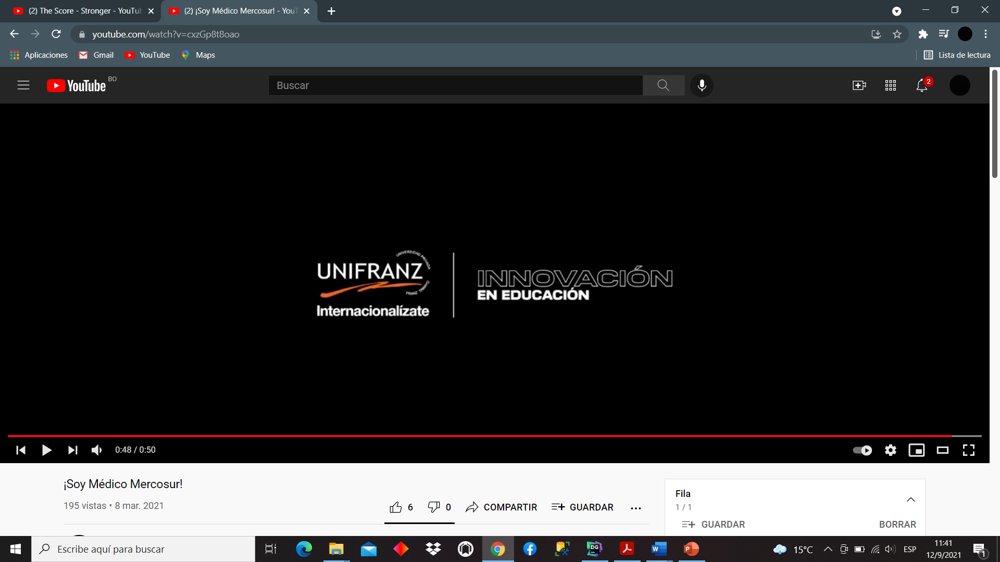 (2) The Score - Stronger - YouTub
(2) ¡Soy Médico Mercosur! - YouT
youtube.com/watch?v=cxzGp8t8oao
Aplicaciones
Gmail
YouTube
Maps
Lista de lectura
YouTube BO
Buscar
2
UNIVERSIDAD PRIVADA
UNIFRANZ
FRANZ TAMAYO
Internacionalízate
INNOVACIÓN
EN EDUCACIÓN
0:48 / 0:50
¡Soy Médico Mercosur!
195 vistas • 8 mar. 2021
6
0
COMPARTIR
GUARDAR
Fila
1 / 1
GUARDAR
BORRAR
Escribe aquí para buscar
DG
W
P
15°C
ESP
11:41
12/9/2021
1